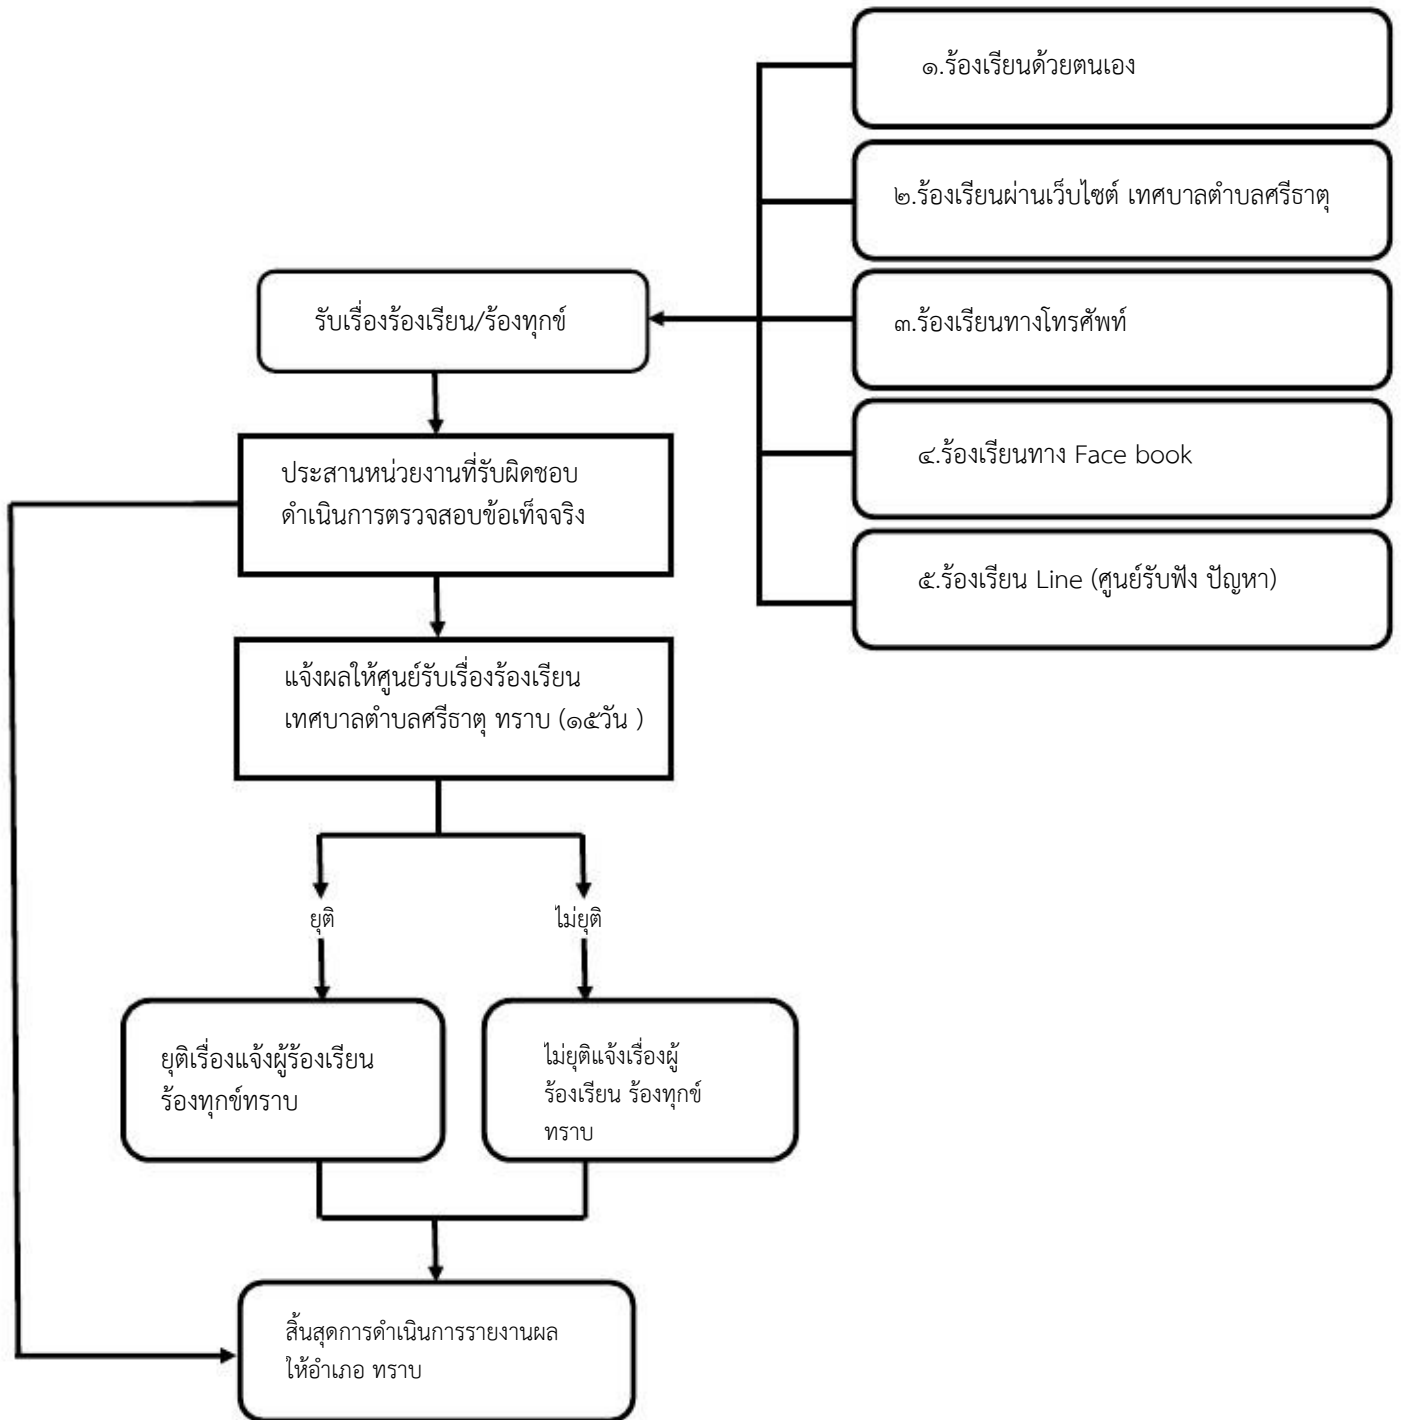 ๑.ร้องเรียนด้วยตนเอง
๒.ร้องเรียนผ่านเว็บไซต์ เทศบาลตำบลศรีธาตุ
รับเรื่องร้องเรียน/ร้องทุกข์
๓.ร้องเรียนทางโทรศัพท์
๔.ร้องเรียนทาง Face book
๕.ร้องเรียน Line (ศูนย์รับฟัง ปัญหา)
ประสานหน่วยงานที่รับผิดชอบ
ดำเนินการตรวจสอบข้อเท็จจริง
แจ้งผลให้ศูนย์รับเรื่องร้องเรียน
เทศบาลตำบลศรีธาตุ ทราบ (๑๕วัน )
ยุติ
ไม่ยุติ
ยุติเรื่องแจ้งผู้ร้องเรียน
ร้องทุกข์ทราบ
ไม่ยุติแจ้งเรื่องผู้
ร้องเรียน ร้องทุกข์
ทราบ
สิ้นสุดการดำเนินการรายงานผล
ให้อำเภอ ทราบ